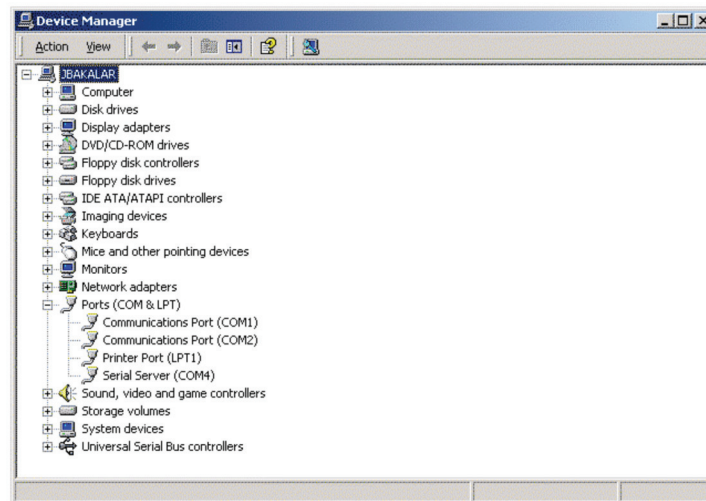 Device Manager
Action View
JBAKALAR
Computer
Disk drives
Display adapters
DVD/CD-ROM drives
Floppy disk controllers
Floppy disk drives
IDE ATA/ATAPI controllers
Imaging devices
Keyboards
Mice and other pointing devices
Monitors
Network adapters
Ports (COM & LPT)
Communications Port (COM1)
Communications Port (COM2)
Printer Port (LPT1)
Serial Server (COM4)
Sound, video and game controllers
Storage volumes
System devices
Universal Serial Bus controllers